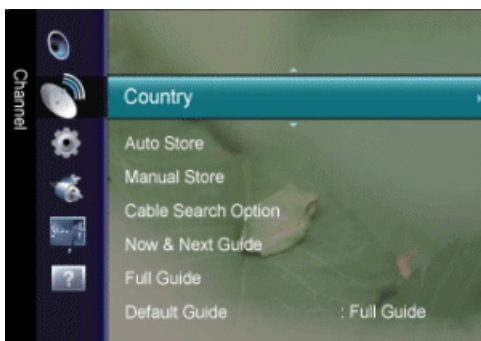 Channel
Country
Auto Store
Manual Store
Cable Search Option
Now & Next Guide
Full Guide
Default Guide : Full Guide
?